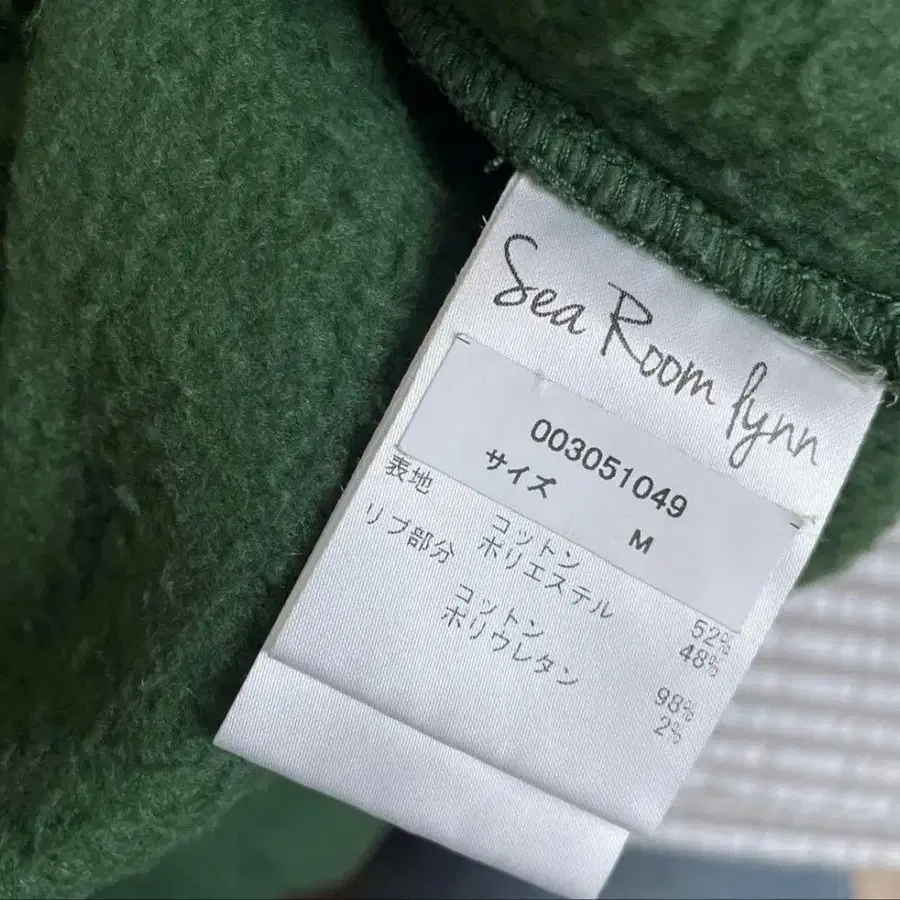 Sea Room lynn
003051049
サイズ M
表地
コットン 52%
ポリエステル 48%
リブ部分
コットン 98%
ポリウレタン 2%